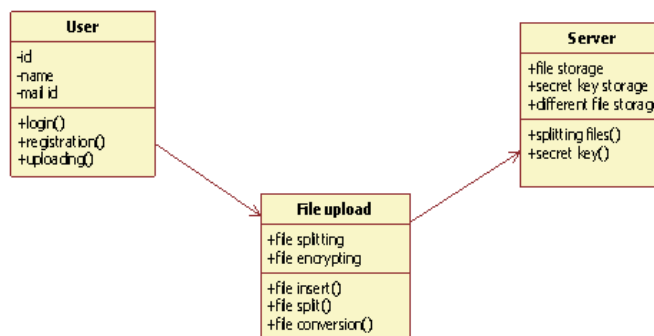 User
-id
-name
-mail id
+login()
+registration()
+uploading()
Server
+file storage
+secret key storage
+different file storage
+splitting files()
+secret key()
File upload
+file splitting
+file encrypting
+file insert()
+file split()
+file conversion()